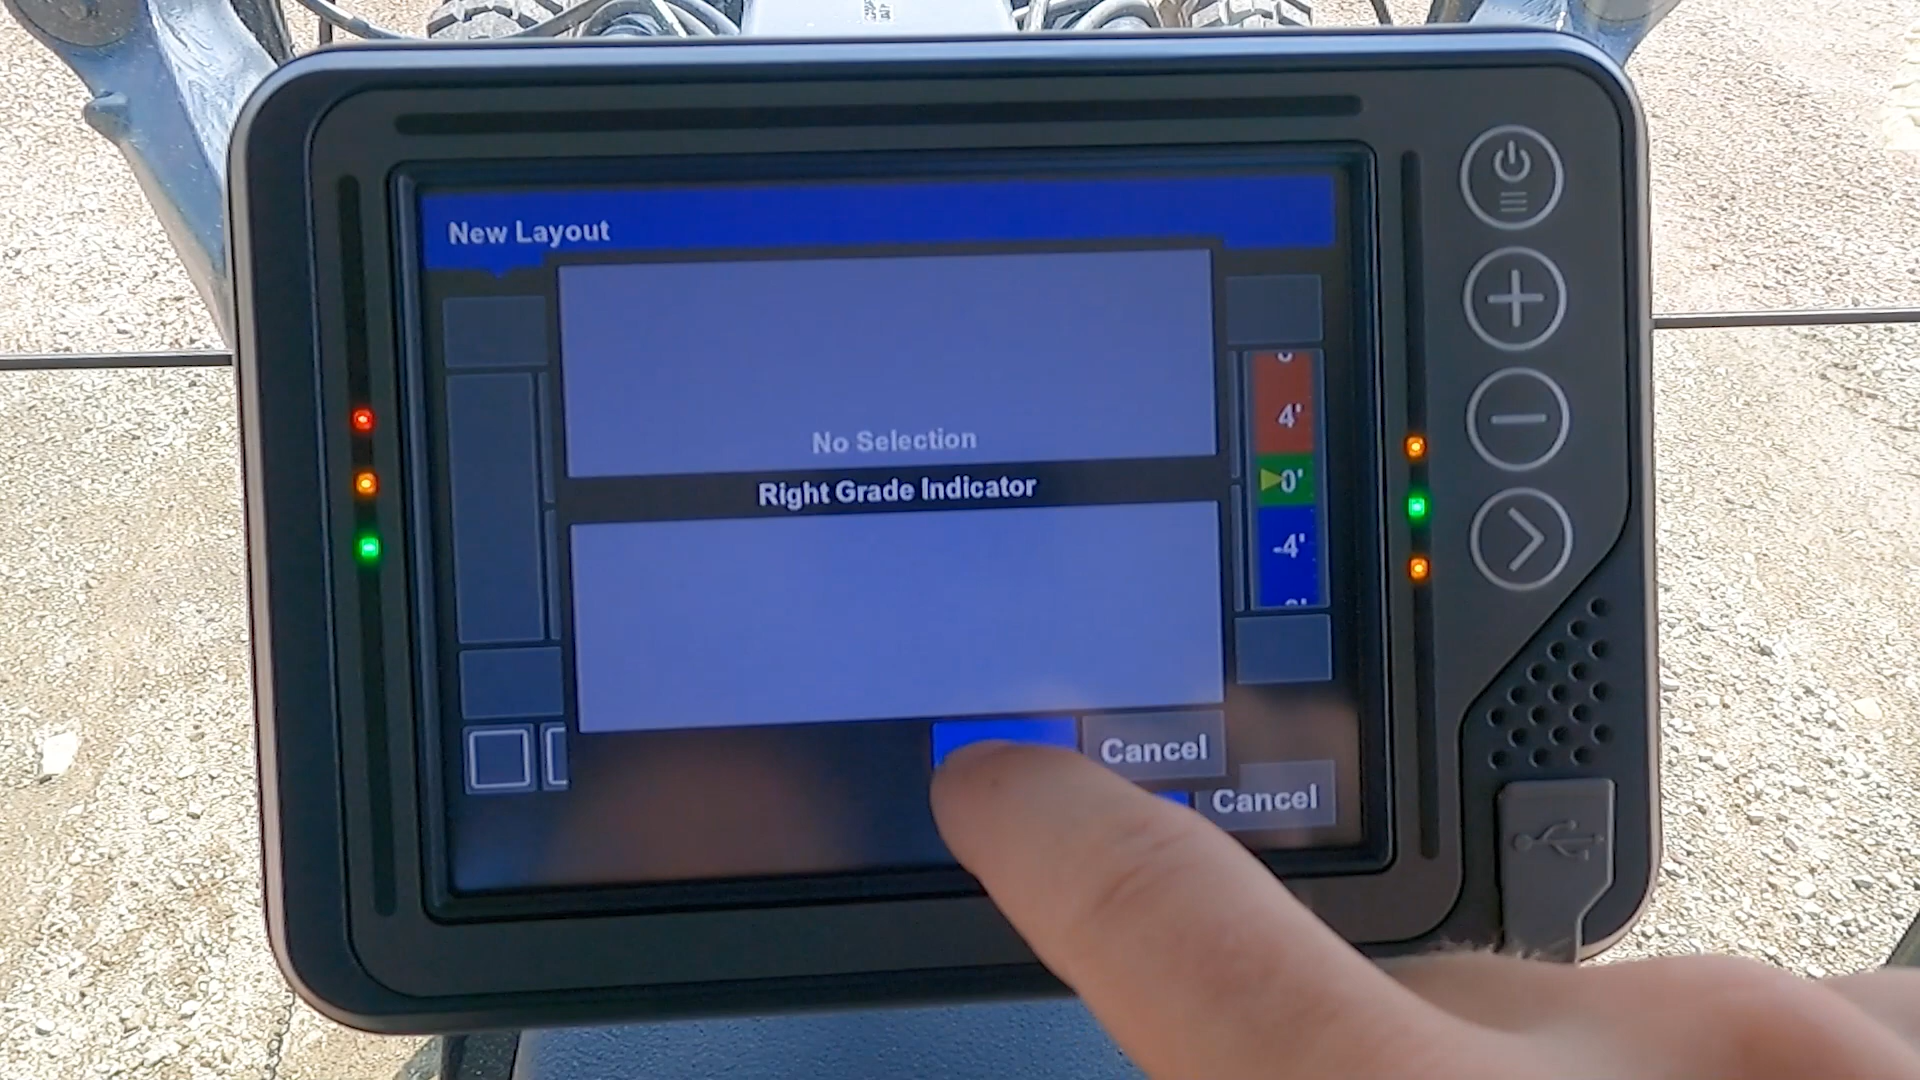 New Layout
No Selection
Right Grade Indicator
4'
0'
-4'
Cancel
Cancel